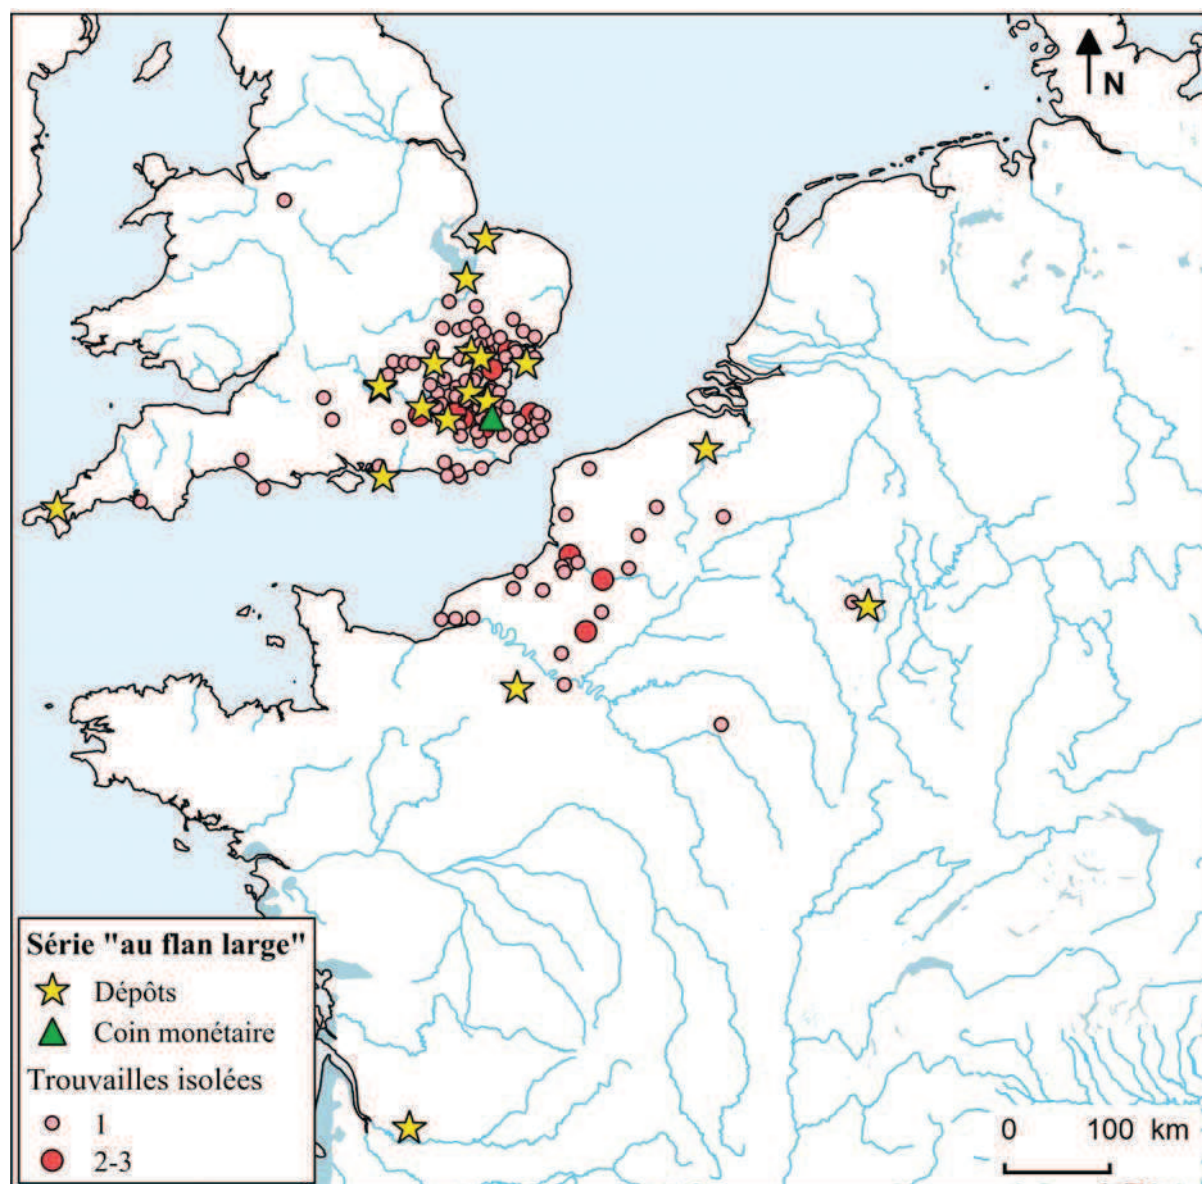 N
Série "au flan large"
Dépôts
Coin monétaire
Trouvailles isolées
1
2-3
0 100 km